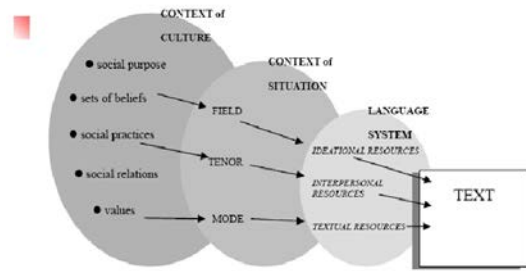 CONTEXT of
CULTURE
● social purpose
● sets of beliefs
● social practices
● social relations
● values
CONTEXT of
SITUATION
FIELD
TENOR
MODE
LANGUAGE
SYSTEM
IDEATIONAL RESOURCES
INTERPERSONAL
RESOURCES
TEXTUAL RESOURCES
TEXT